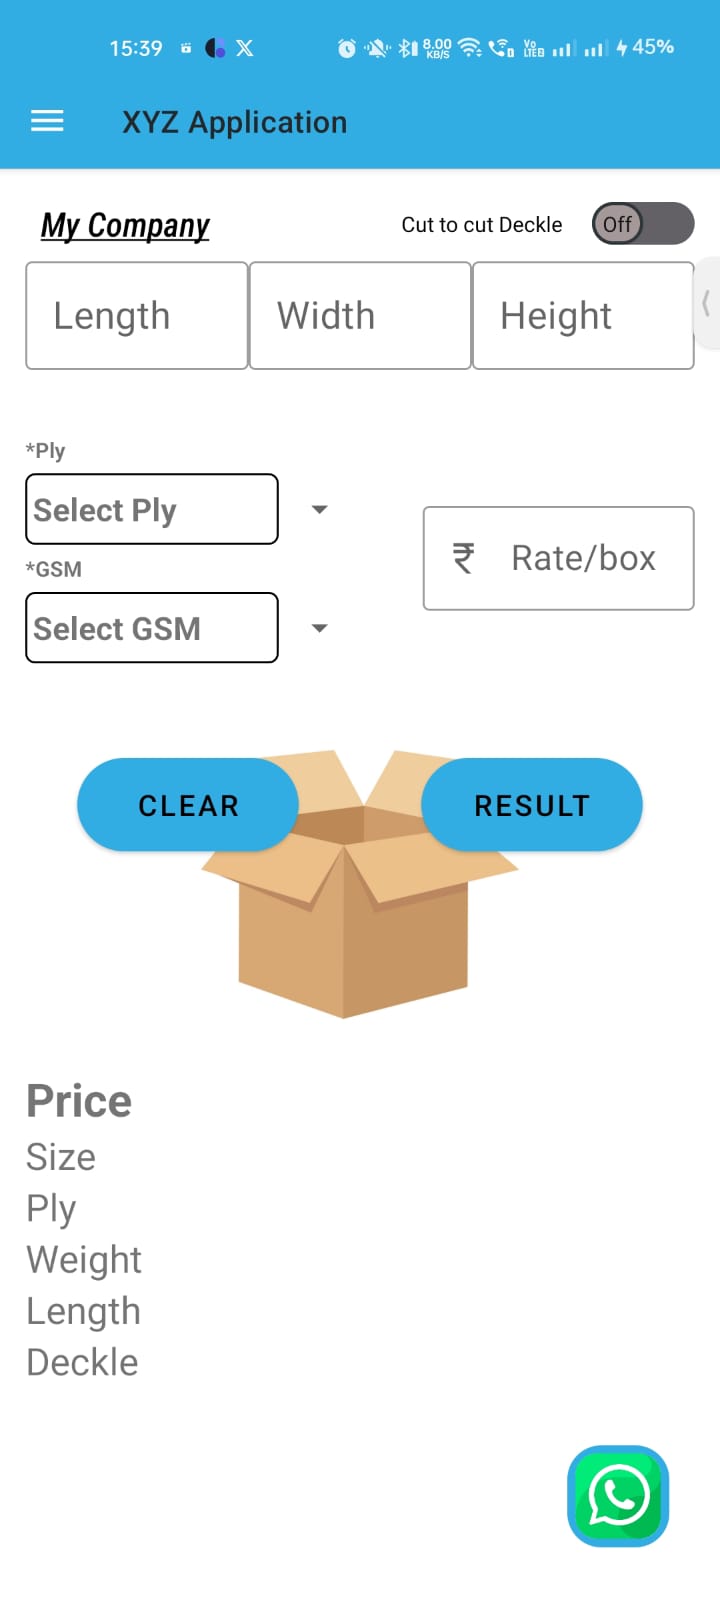 15:39 8.00 KB/S Vo LTE2 45%
XYZ Application
My Company Cut to cut Deckle Off
Length Width Height
*Ply
Select Ply
₹ Rate/box
*GSM
Select GSM
CLEAR RESULT
Price
Size
Ply
Weight
Length
Deckle